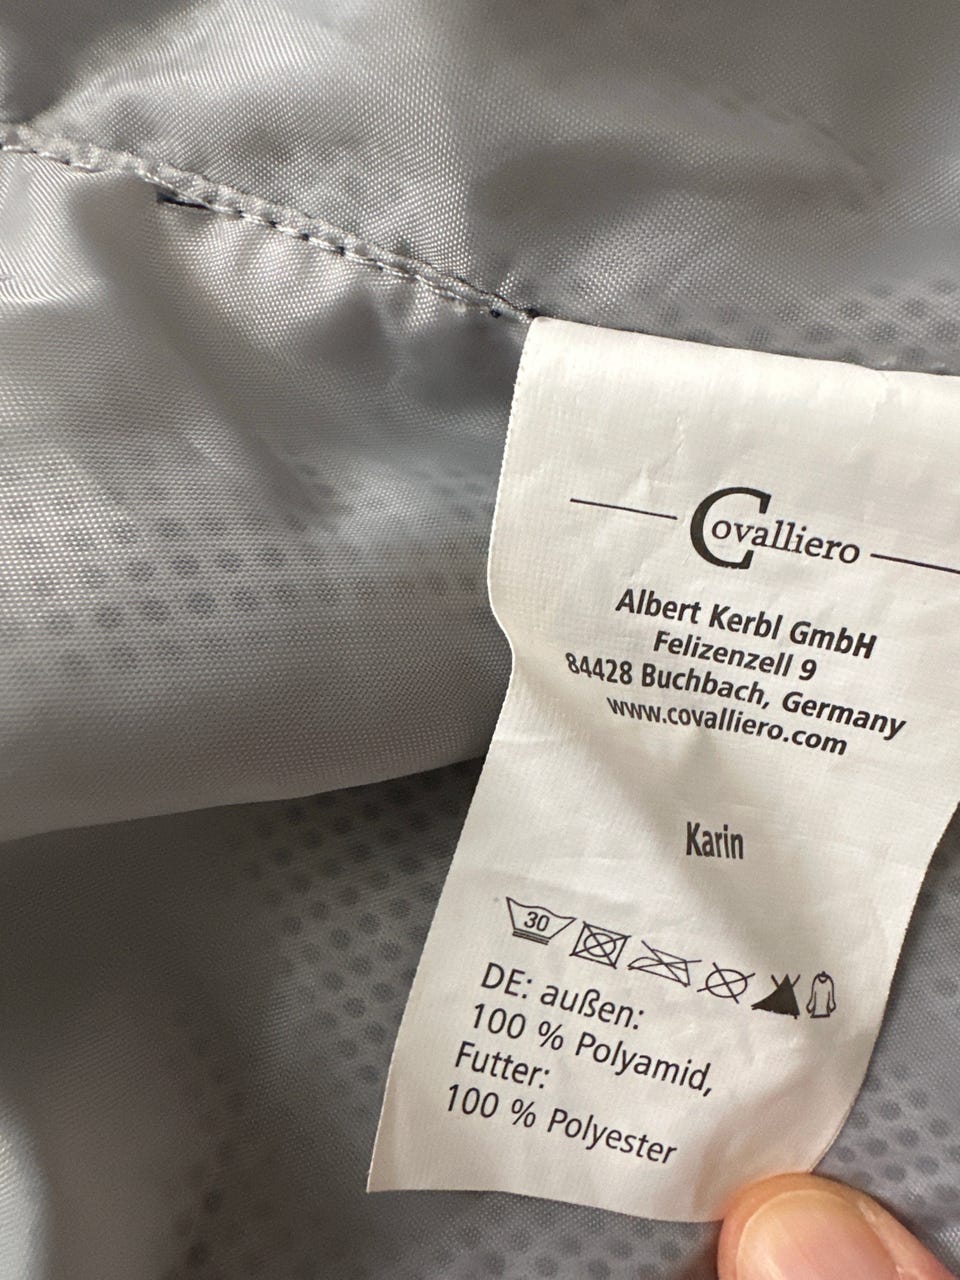 Covalliero
Albert Kerbl GmbH
Felizenzell 9
84428 Buchbach, Germany
www.covalliero.com
Karin
30
DE: außen:
100 % Polyamid,
Futter:
100 % Polyester